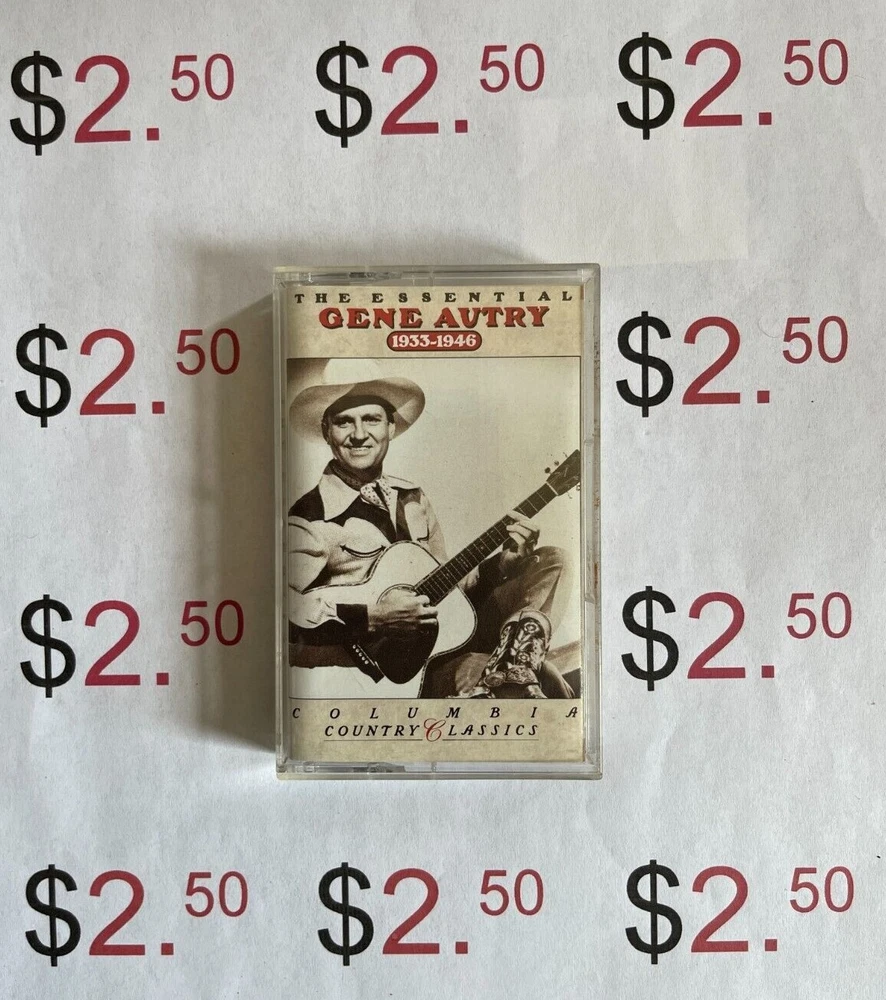 $2.50 $2.50 $2.50
THE ESSENTIAL
GENE AUTRY
1933-1946
$2.50 $2.50
$2.50 $2.50
COLUMBIA
COUNTRY CLASSICS
$2.50 $2.50 $2.50